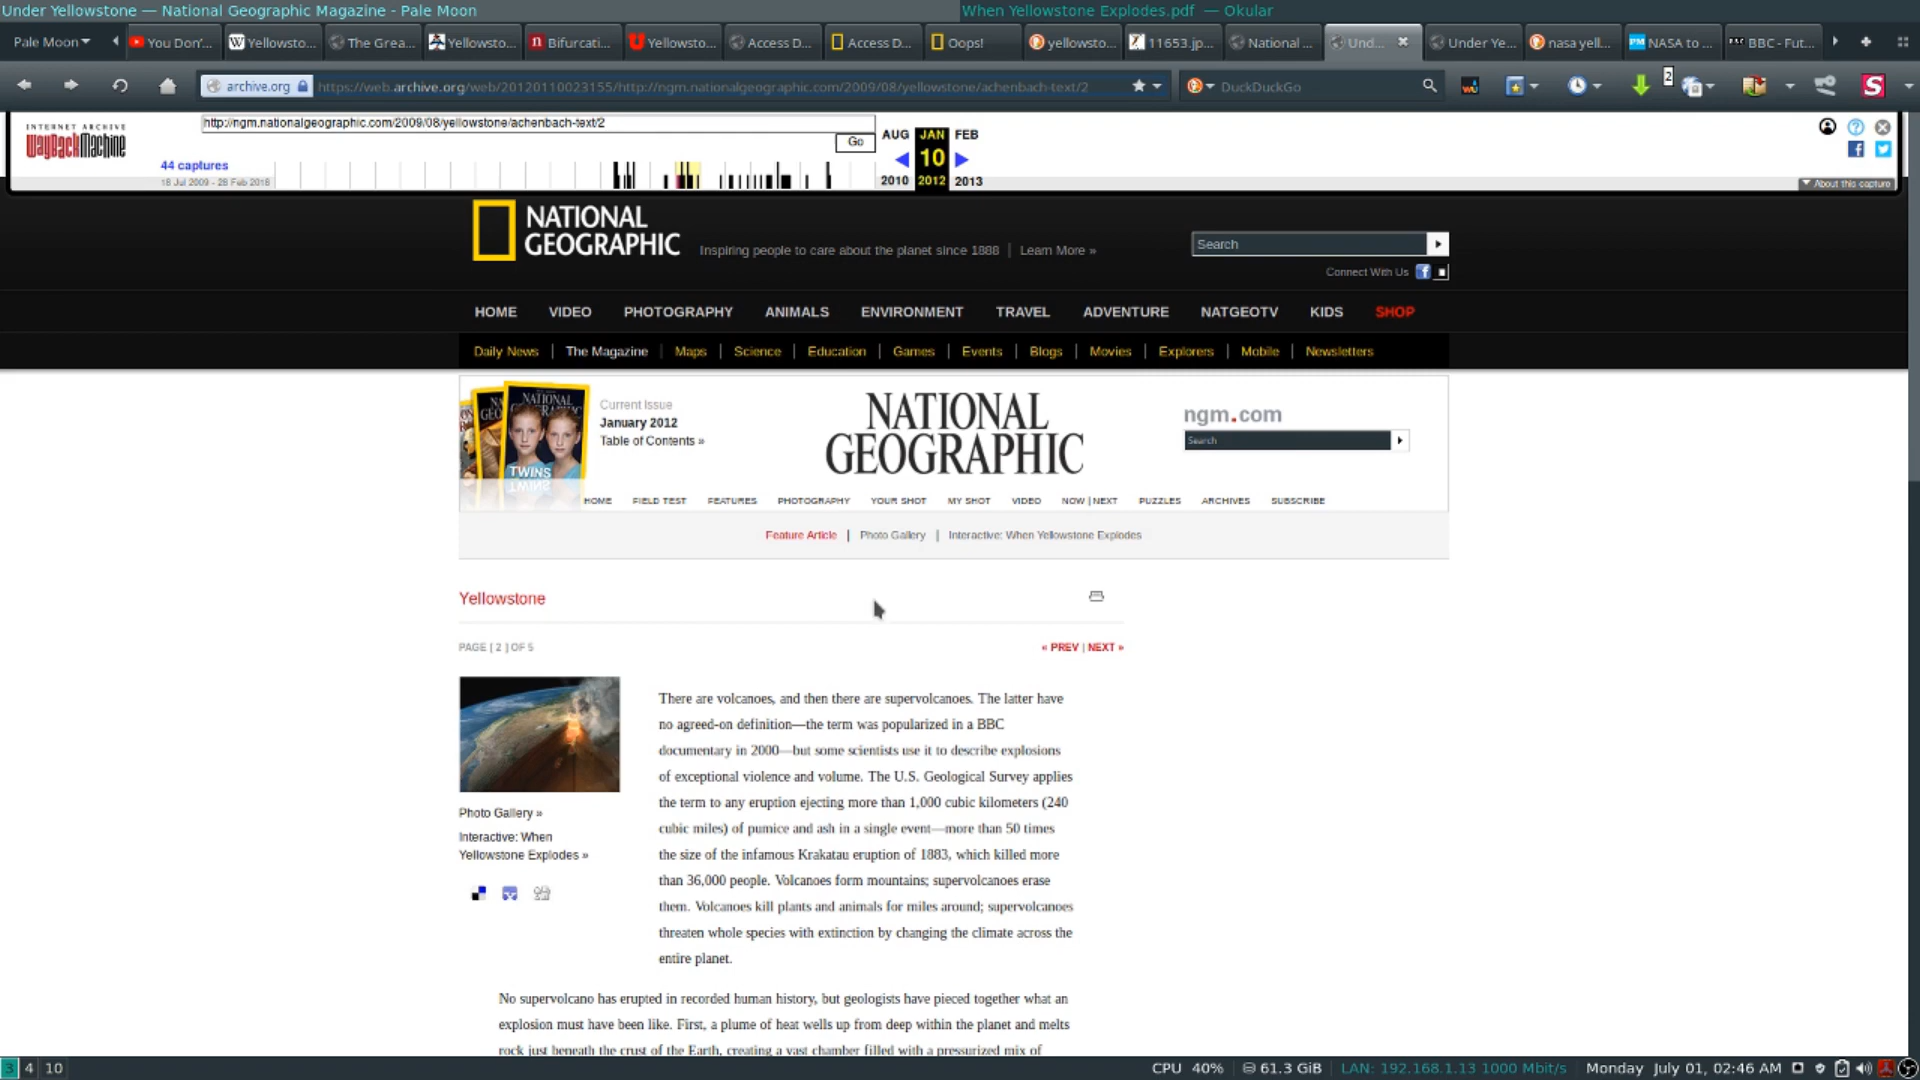 Under Yellowstone — National Geographic Magazine - Pale Moon
When Yellowstone Explodes.pdf — Okular
Pale Moon
You Don'...
Yellowsto...
The Grea...
Yellowsto...
Bifurcati...
Yellowsto...
Access D...
Access D...
Oops!
yellowsto...
11653.jp...
National ...
Und...
Under Ye...
nasa yell...
NASA to ...
BBC - Fut...
archive.org
https://web.archive.org/web/20120110023155/http://ngm.nationalgeographic.com/2009/08/yellowstone/achenbach-text/2
DuckDuckGo
2
INTERNET ARCHIVE
WayBackMachine
http://ngm.nationalgeographic.com/2009/08/yellowstone/achenbach-text/2
Go
AUG JAN FEB
10
2010 2012 2013
44 captures
18 Jul 2009 - 28 Feb 2018
About this capture
NATIONAL
GEOGRAPHIC
Inspiring people to care about the planet since 1888 | Learn More »
Search
Connect With Us
HOME VIDEO PHOTOGRAPHY ANIMALS ENVIRONMENT TRAVEL ADVENTURE NATGEOTV KIDS SHOP
Daily News | The Magazine | Maps | Science | Education | Games | Events | Blogs | Movies | Explorers | Mobile | Newsletters
NATIONAL
TWINS
Current Issue
January 2012
Table of Contents »
NATIONAL
GEOGRAPHIC
ngm.com
Search
HOME FIELD TEST FEATURES PHOTOGRAPHY YOUR SHOT MY SHOT VIDEO NOW | NEXT PUZZLES ARCHIVES SUBSCRIBE
Feature Article | Photo Gallery | Interactive: When Yellowstone Explodes
Yellowstone
PAGE [ 2 ] OF 5
« PREV | NEXT »
Photo Gallery »
Interactive: When
Yellowstone Explodes »
There are volcanoes, and then there are supervolcanoes. The latter have
no agreed-on definition—the term was popularized in a BBC
documentary in 2000—but some scientists use it to describe explosions
of exceptional violence and volume. The U.S. Geological Survey applies
the term to any eruption ejecting more than 1,000 cubic kilometers (240
cubic miles) of pumice and ash in a single event—more than 50 times
the size of the infamous Krakatau eruption of 1883, which killed more
than 36,000 people. Volcanoes form mountains; supervolcanoes erase
them. Volcanoes kill plants and animals for miles around; supervolcanoes
threaten whole species with extinction by changing the climate across the
entire planet.
No supervolcano has erupted in recorded human history, but geologists have pieced together what an
explosion must have been like. First, a plume of heat wells up from deep within the planet and melts
rock just beneath the crust of the Earth, creating a vast chamber filled with a pressurized mix of
3 4 10
CPU 40% 61.3 GiB LAN: 192.168.1.13 1000 Mbit/s Monday July 01, 02:46 AM